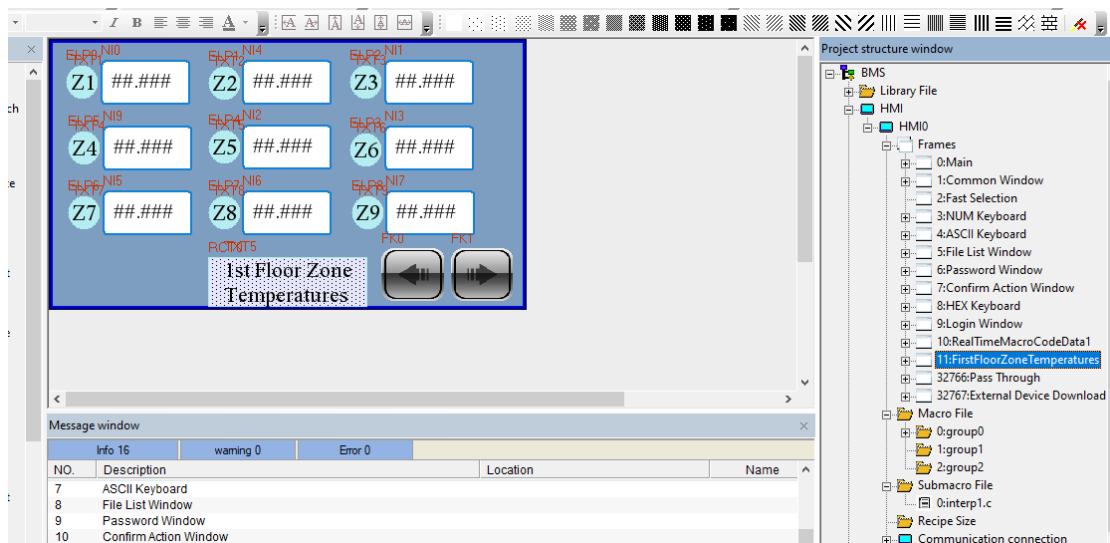 I B A
Project structure window
NI0 NI4 NI1
Z1 ##.### Z2 ##.### Z3 ##.###
NI9 NI2 NI3
Z4 ##.### Z5 ##.### Z6 ##.###
NI5 NI6 NI7
Z7 ##.### Z8 ##.### Z9 ##.###
FK0 FK1
1st Floor Zone
Temperatures
BMS
Library File
HMI
HMI0
Frames
0:Main
1:Common Window
2:Fast Selection
3:NUM Keyboard
4:ASCII Keyboard
5:File List Window
6:Password Window
7:Confirm Action Window
8:HEX Keyboard
9:Login Window
10:RealTimeMacroCodeData1
11:FirstFloorZoneTemperatures
32766:Pass Through
32767:External Device Download
Macro File
0:group0
1:group1
2:group2
Submacro File
0:interp1.c
Recipe Size
Communication connection
Message window
Info 16 warning 0 Error 0
NO. Description Location Name
7 ASCII Keyboard
8 File List Window
9 Password Window
10 Confirm Action Window